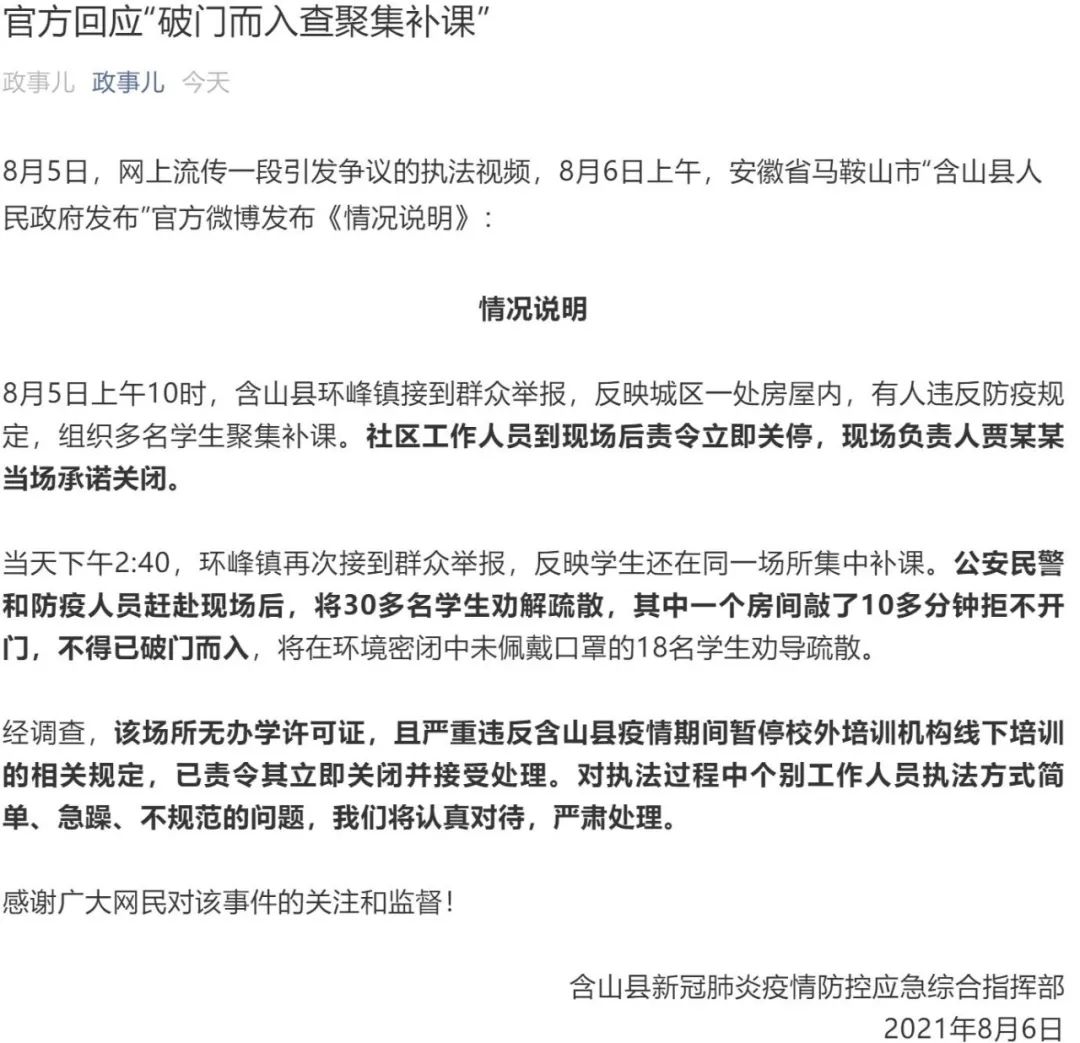 官方回应“破门而入查聚集补课”
政事儿 政事儿 今天
8月5日，网上流传一段引发争议的执法视频，8月6日上午，安徽省马鞍山市“含山县人
民政府发布”官方微博发布《情况说明》：
情况说明
8月5日上午10时，含山县环峰镇接到群众举报，反映城区一处房屋内，有人违反防疫规
定，组织多名学生聚集补课。社区工作人员到现场后责令立即关停，现场负责人贾某某
当场承诺关闭。
当天下午2:40，环峰镇再次接到群众举报，反映学生还在同一场所集中补课。公安民警
和防疫人员赶赴现场后，将30多名学生劝解疏散，其中一个房间敲了10多分钟拒不开
门，不得已破门而入，将在环境密闭中未佩戴口罩的18名学生劝导疏散。
经调查，该场所无办学许可证，且严重违反含山县疫情期间暂停校外培训机构线下培训
的相关规定，已责令其立即关闭并接受处理。对执法过程中个别工作人员执法方式简
单、急躁、不规范的问题，我们将认真对待，严肃处理。
感谢广大网民对该事件的关注和监督！
含山县新冠肺炎疫情防控应急综合指挥部
2021年8月6日